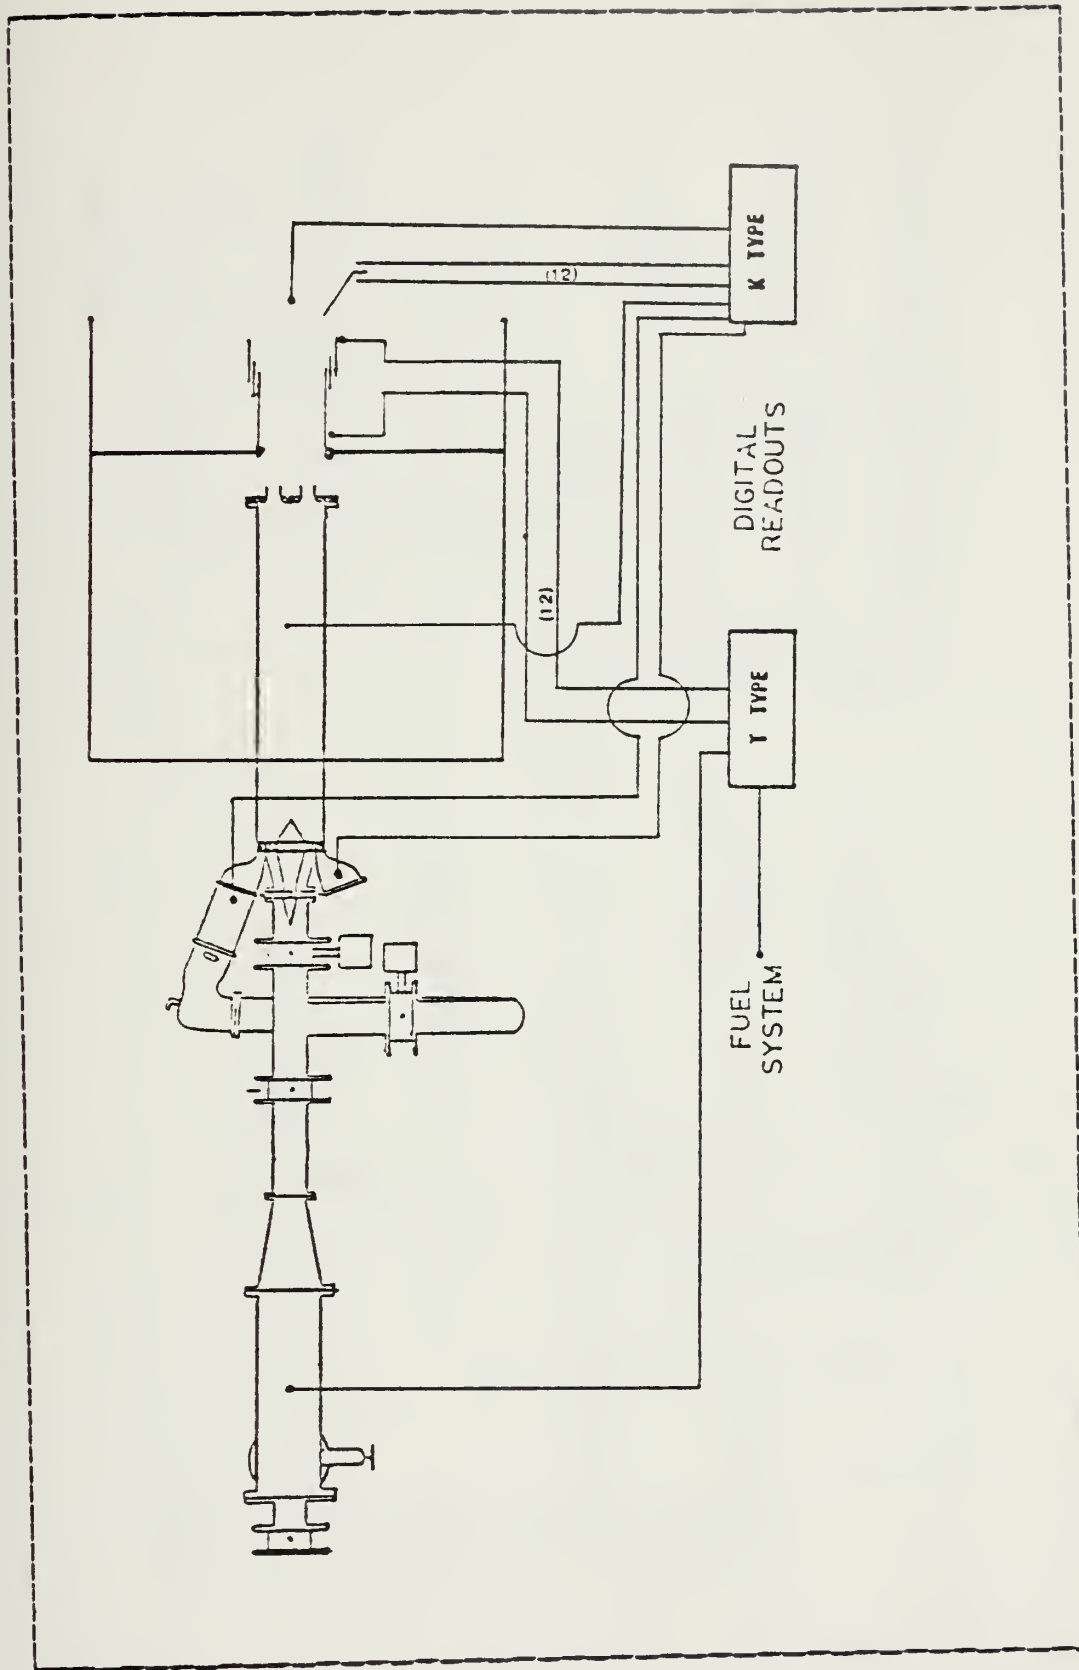 (12)
(12)
FUEL
SYSTEM
T TYPE
DIGITAL
READOUTS
K TYPE